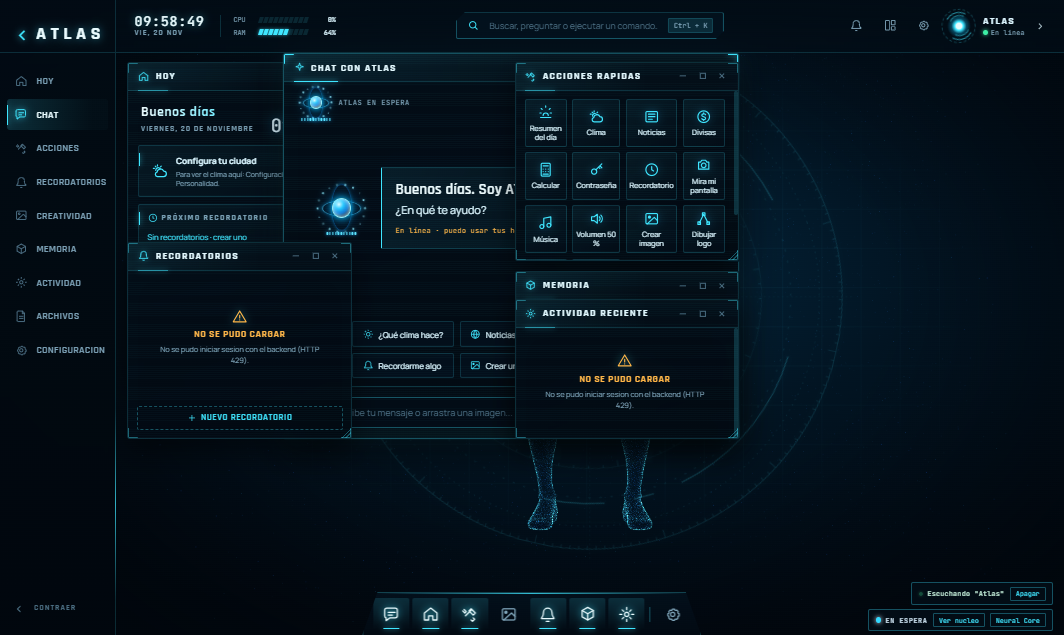 ATLAS
09:58:49
VIE, 20 NOV
CPU 0%
RAM 64%
Buscar, preguntar o ejecutar un comando.
Ctrl + K
ATLAS
En línea
HOY
CHAT
ACCIONES
RECORDATORIOS
CREATIVIDAD
MEMORIA
ACTIVIDAD
ARCHIVOS
CONFIGURACION
CONTRAER
HOY
Buenos días
VIERNES, 20 DE NOVIEMBRE
Configura tu ciudad
Para ver el clima aquí: Configuraci
Personalidad.
PRÓXIMO RECORDATORIO
Sin recordatorios · crear uno
CHAT CON ATLAS
ATLAS EN ESPERA
Buenos días. Soy AT
¿En qué te ayudo?
En línea · puedo usar tus h
¿Qué clima hace?
Noticias
Recordarme algo
Crear un
ibe tu mensaje o arrastra una imagen...
RECORDATORIOS
NO SE PUDO CARGAR
No se pudo iniciar sesion con el backend (HTTP
429).
+ NUEVO RECORDATORIO
ACCIONES RAPIDAS
Resumen
del día
Clima
Noticias
Divisas
Calcular
Contraseña
Recordatorio
Mira mi
pantalla
Música
Volumen 50
%
Crear
imagen
Dibujar
logo
MEMORIA
ACTIVIDAD RECIENTE
NO SE PUDO CARGAR
No se pudo iniciar sesion con el backend (HTTP
429).
Escuchando "Atlas"
Apagar
EN ESPERA
Ver nucleo
Neural Core